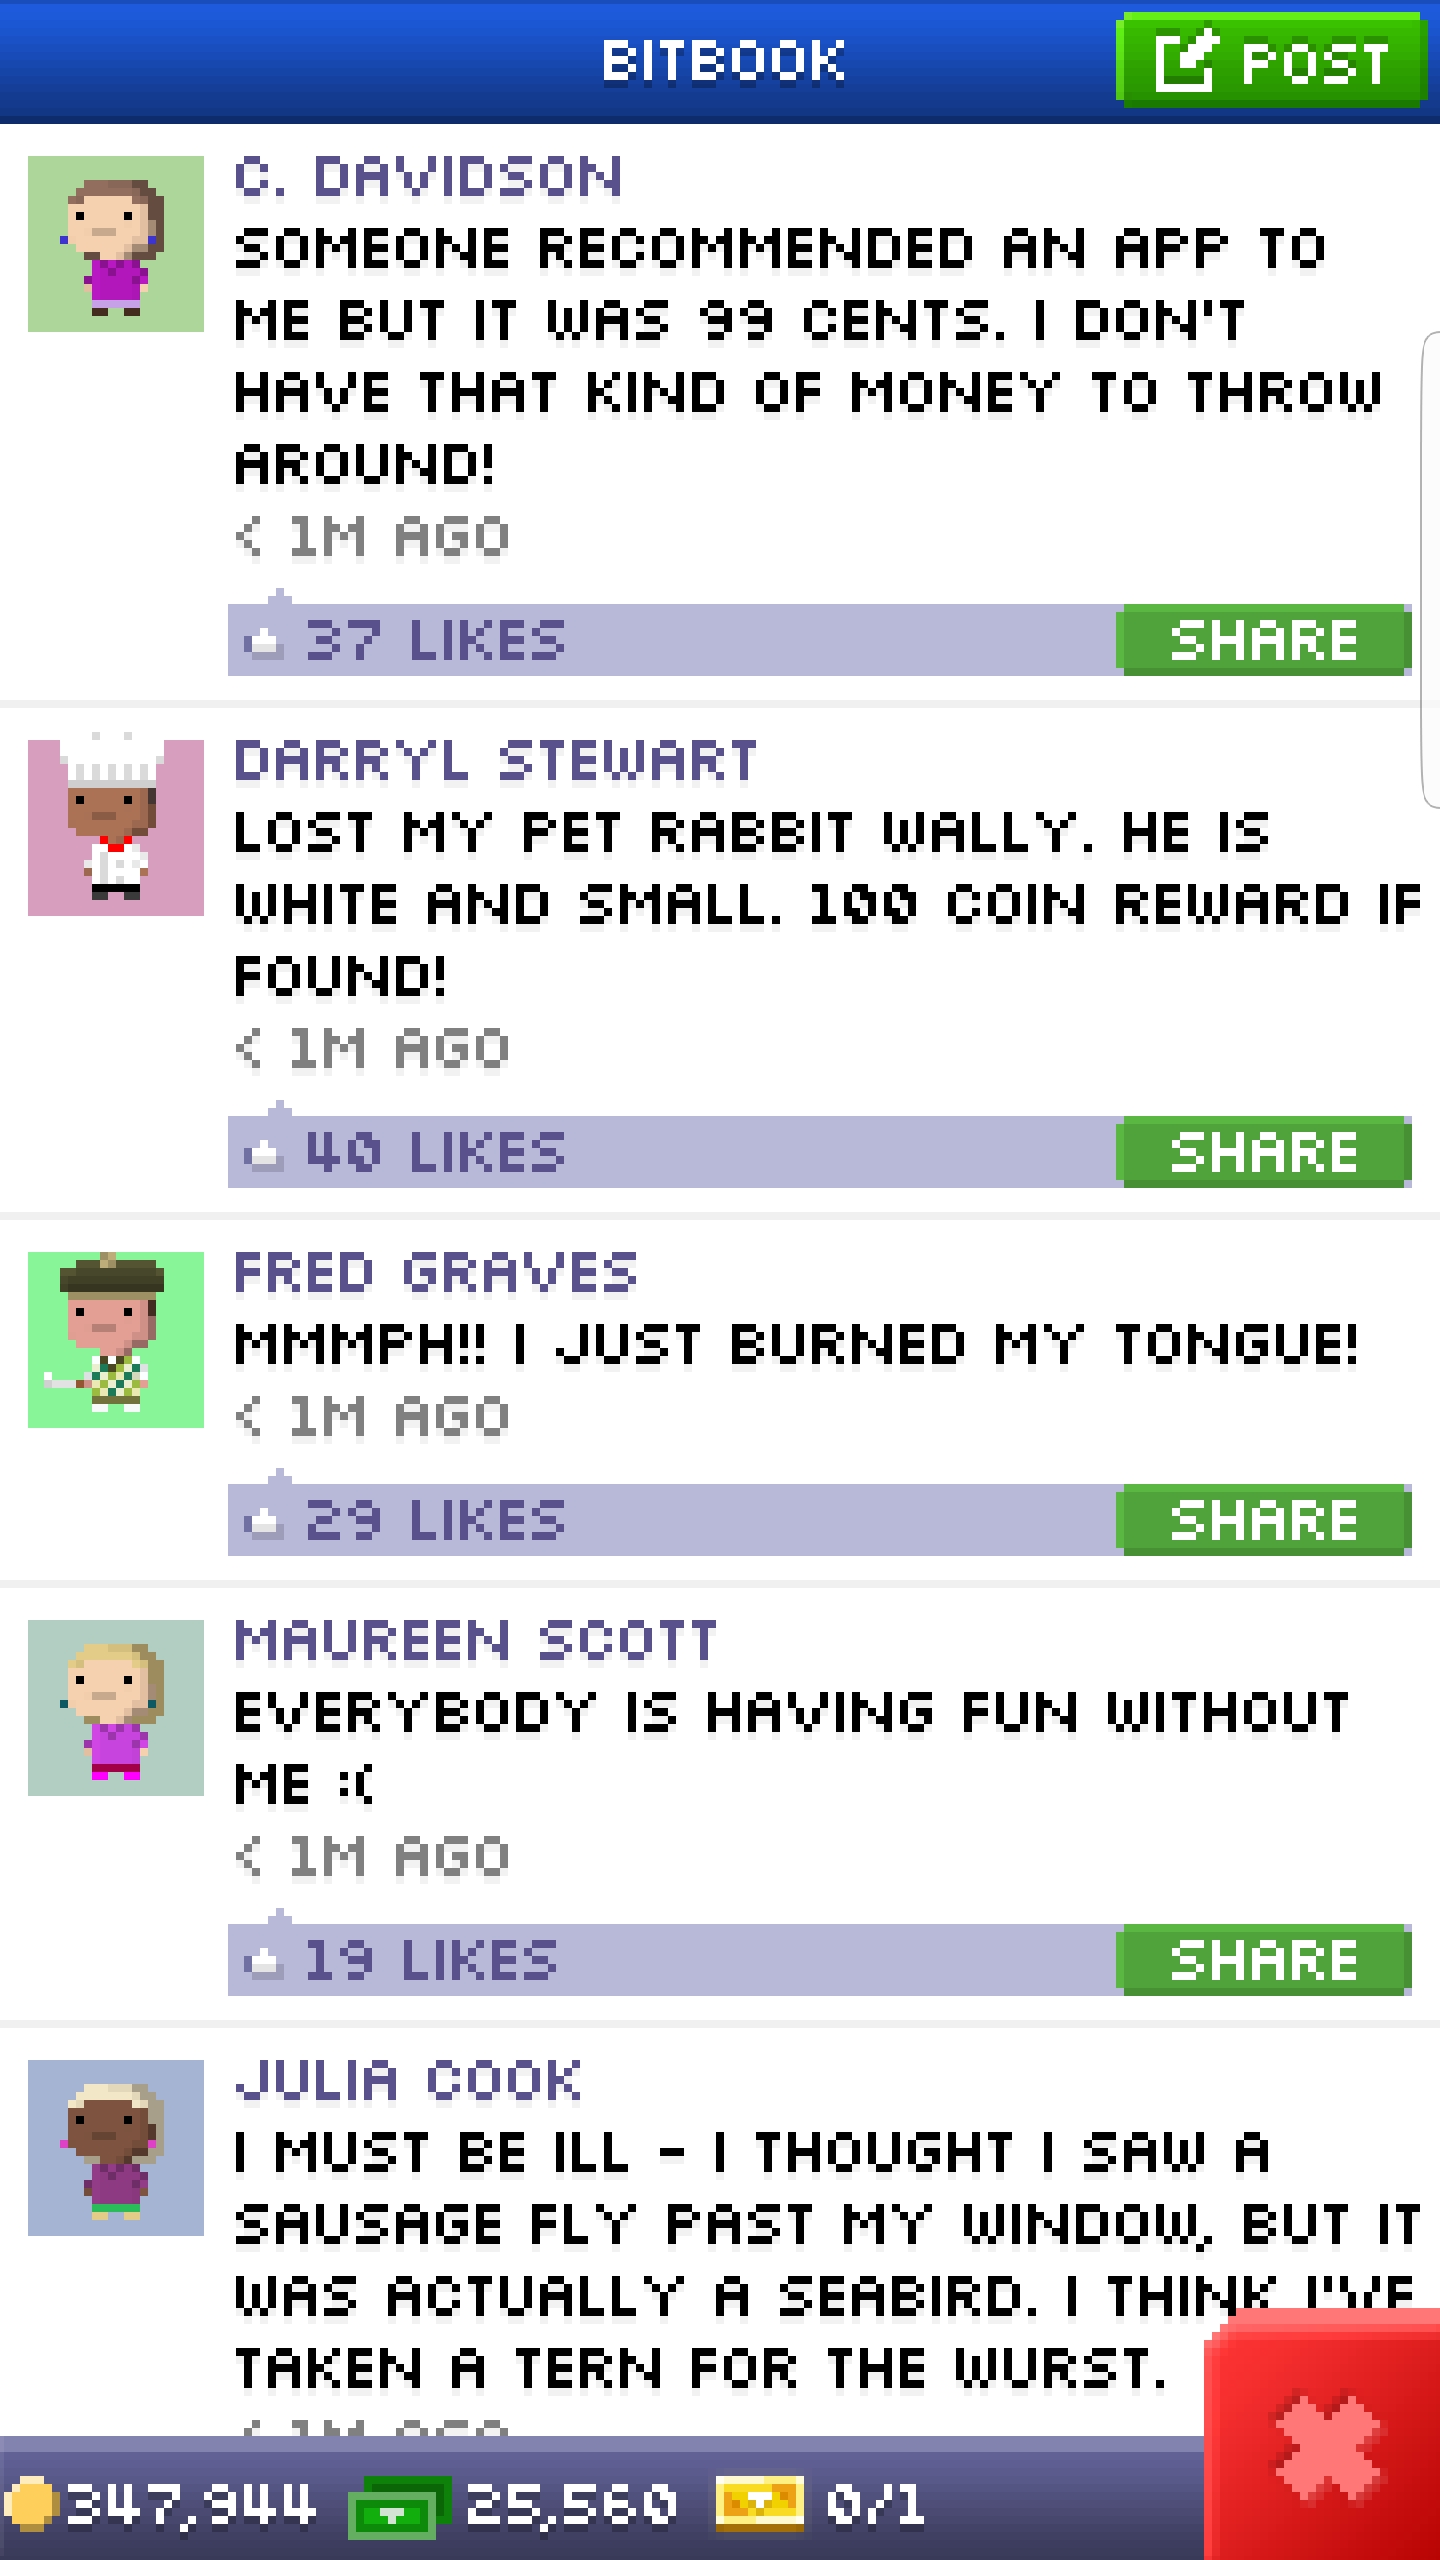 BITBOOK
POST
C. DAVIDSON
SOMEONE RECOMMENDED AN APP TO
ME BUT IT WAS 99 CENTS. I DON'T
HAVE THAT KIND OF MONEY TO THROW
AROUND!
< 1M AGO
37 LIKES
SHARE
DARRYL STEWART
LOST MY PET RABBIT WALLY. HE IS
WHITE AND SMALL. 100 COIN REWARD IF
FOUND!
< 1M AGO
40 LIKES
SHARE
FRED GRAVES
MMMPH!! I JUST BURNED MY TONGUE!
< 1M AGO
29 LIKES
SHARE
MAUREEN SCOTT
EVERYBODY IS HAVING FUN WITHOUT
ME :(
< 1M AGO
19 LIKES
SHARE
JULIA COOK
I MUST BE ILL - I THOUGHT I SAW A
SAUSAGE FLY PAST MY WINDOW, BUT IT
WAS ACTUALLY A SEABIRD. I THINK I'VE
TAKEN A TERN FOR THE WURST.
< 1M AGO
347,944
25,560
0/1